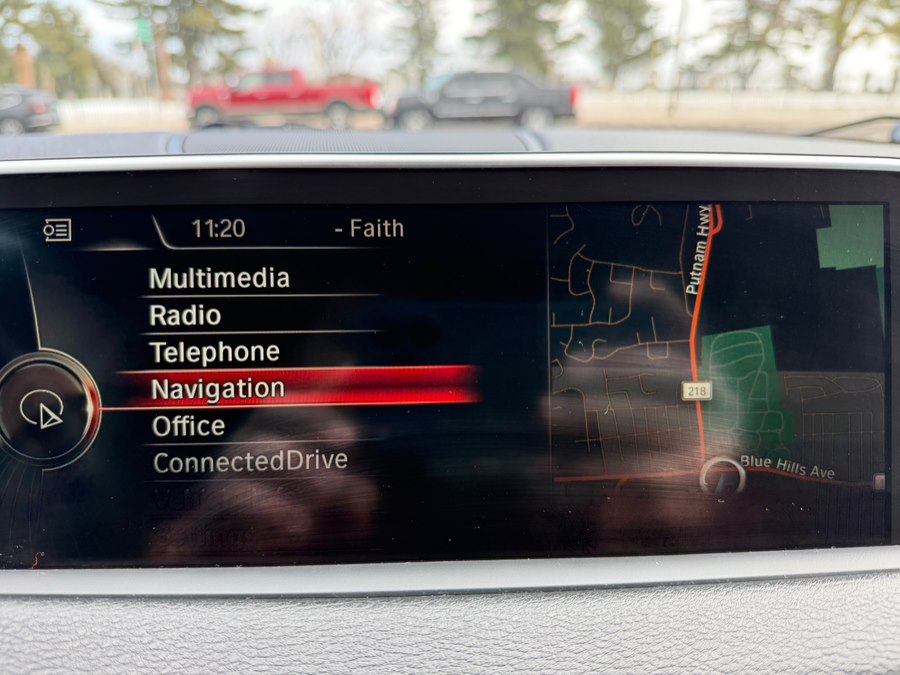 11:20 - Faith
Multimedia
Radio
Telephone
Navigation
Office
ConnectedDrive
Putnam Hwy
218
Blue Hills Ave